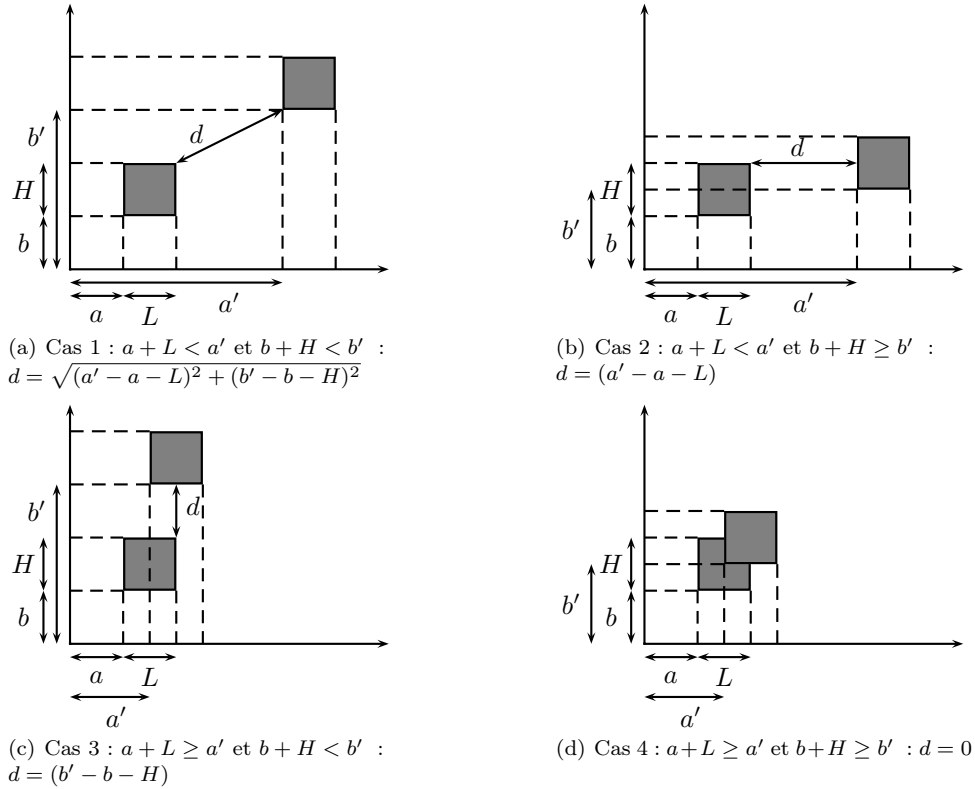 b′
H
b
d
a
L
a′
(a) Cas 1 : a + L < a′ et b + H < b′ :
d = √(a′ − a − L)² + (b′ − b − H)²
H
b′
b
d
a
L
a′
(b) Cas 2 : a + L < a′ et b + H ≥ b′ :
d = (a′ − a − L)
b′
H
b
d
a
L
a′
(c) Cas 3 : a + L ≥ a′ et b + H < b′ :
d = (b′ − b − H)
H
b′
b
a
L
a′
(d) Cas 4 : a+L ≥ a′ et b+H ≥ b′ : d = 0